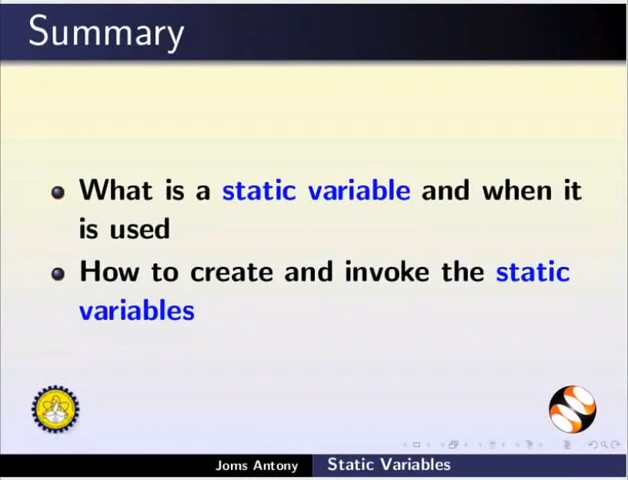 Summary
What is a static variable and when it
is used
How to create and invoke the static
variables
Joms Antony
Static Variables